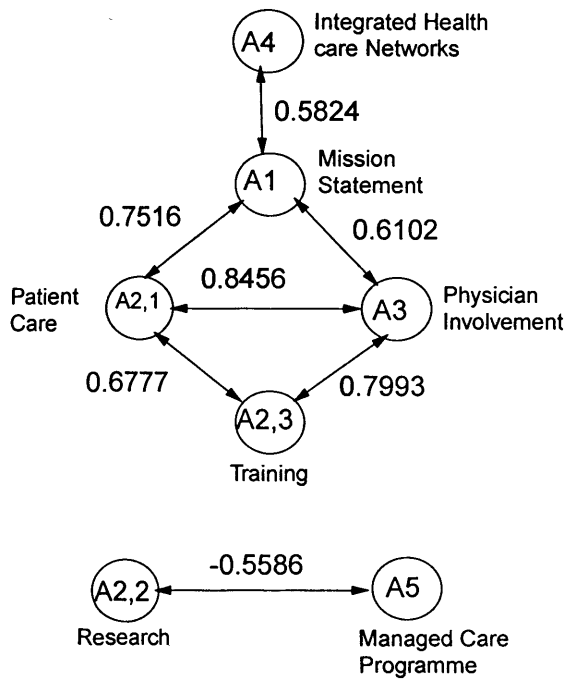 A4
Integrated Health
care Networks
0.5824
A1
Mission
Statement
0.7516
0.6102
0.8456
Patient
Care
A2,1
A3
Physician
Involvement
0.6777
0.7993
A2,3
Training
-0.5586
A2,2
A5
Research
Managed Care
Programme